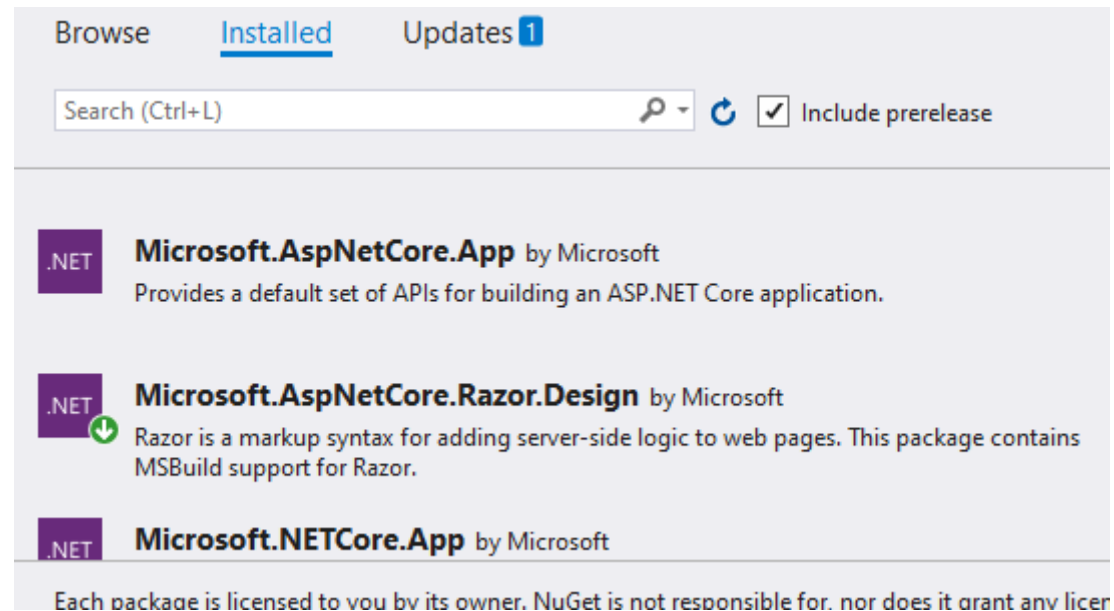 Browse Installed Updates 1
Search (Ctrl+L) Include prerelease
.NET Microsoft.AspNetCore.App by Microsoft
Provides a default set of APIs for building an ASP.NET Core application.
.NET Microsoft.AspNetCore.Razor.Design by Microsoft
Razor is a markup syntax for adding server-side logic to web pages. This package contains
MSBuild support for Razor.
.NET Microsoft.NETCore.App by Microsoft
Each package is licensed to you by its owner. NuGet is not responsible for, nor does it grant any licen